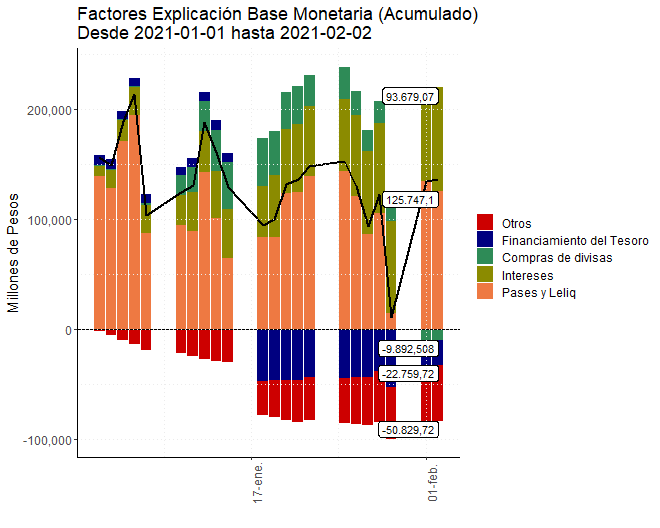 Factores Explicación Base Monetaria (Acumulado)
Desde 2021-01-01 hasta 2021-02-02
Millones de Pesos
200,000
100,000
0
-100,000
93.679,07
125.747,1
-9.892,508
-22.759,72
-50.829,72
17-ene.
01-feb.
Otros
Financiamiento del Tesoro
Compras de divisas
Intereses
Pases y Leliq